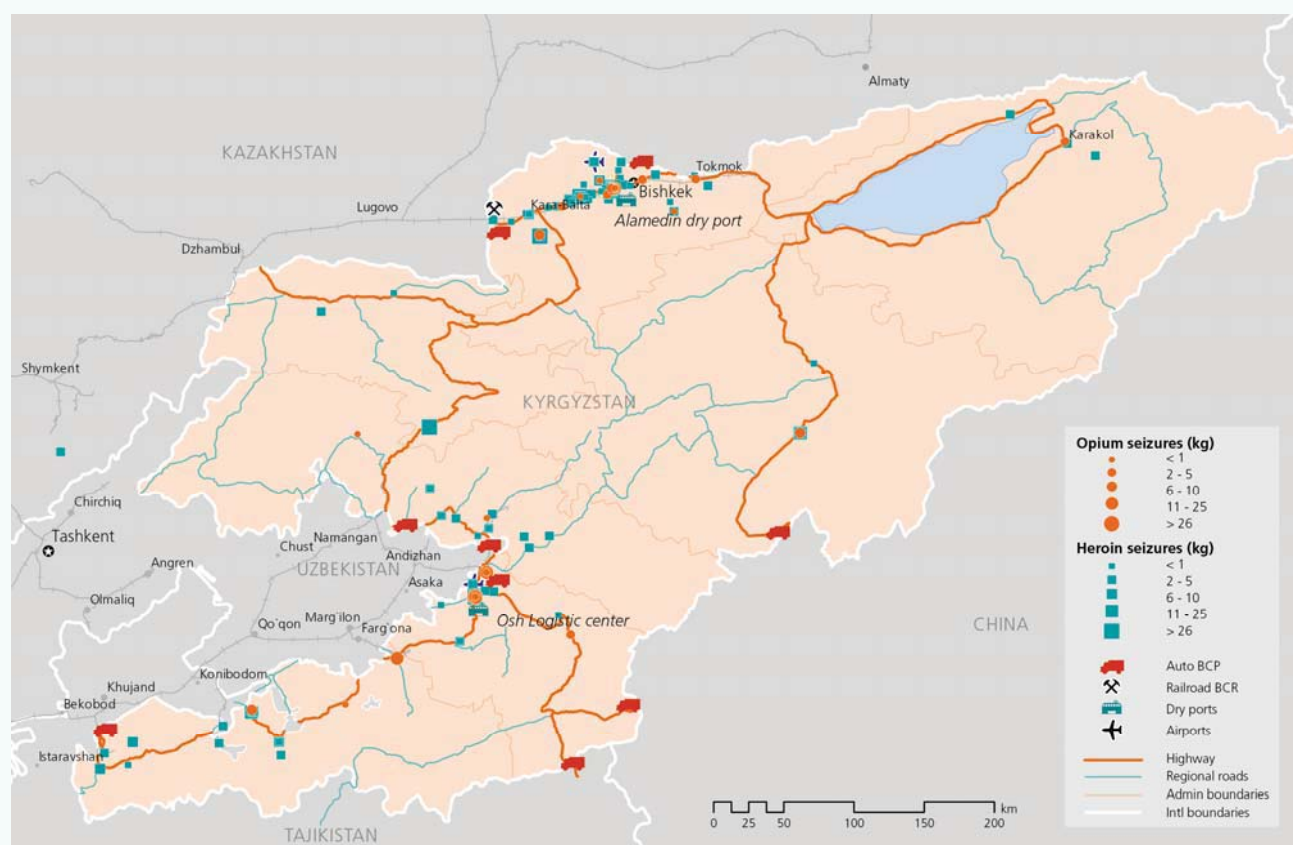 Almaty
KAZAKHSTAN
Karakol
Tokmok
Bishkek
Kara-Balta
Lugovo
Alamedin dry port
Dzhambul
Shymkent
KYRGYZSTAN
Chirchiq
Tashkent
Namangan
Chust
Andizhan
UZBEKISTAN
Angren
Asaka
Olmaliq
Marg`ilon
Qo`qon
Farg`ona
Osh Logistic center
CHINA
Konibodom
Khujand
Bekobod
Istaravshan
TAJIKISTAN
Opium seizures (kg)
< 1
2 - 5
6 - 10
11 - 25
> 26
Heroin seizures (kg)
< 1
2 - 5
6 - 10
11 - 25
> 26
Auto BCP
Railroad BCR
Dry ports
Airports
Highway
Regional roads
Admin boundaries
Intl boundaries
km
0 25 50 100 150 200